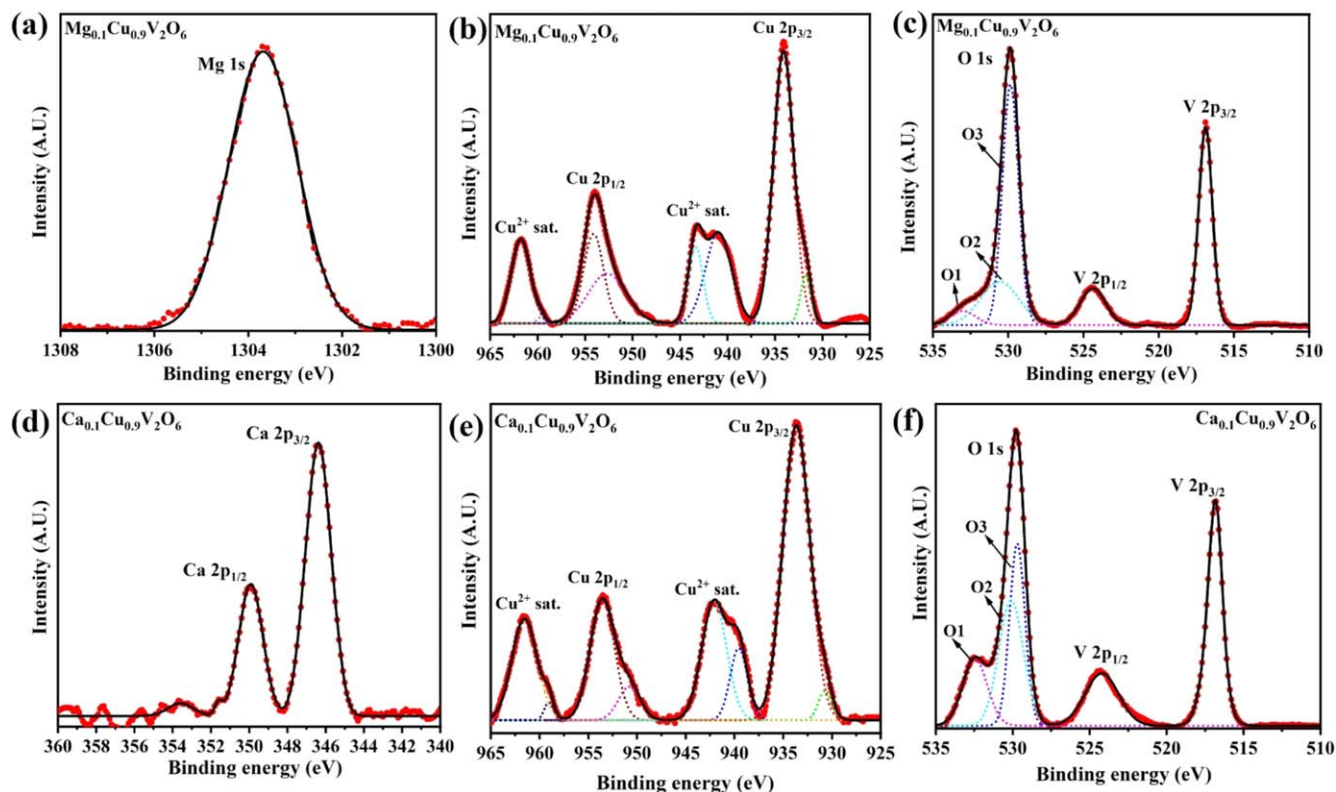 (a)
Mg₀.₁Cu₀.₉V₂O₆
Mg 1s
Intensity (A.U.)
1308 1306 1304 1302 1300
Binding energy (eV)
(b)
Mg₀.₁Cu₀.₉V₂O₆
Cu 2p₃/₂
Cu 2p₁/₂
Cu²⁺ sat.
Cu²⁺ sat.
Intensity (A.U.)
965 960 955 950 945 940 935 930 925
Binding energy (eV)
(c)
Mg₀.₁Cu₀.₉V₂O₆
O 1s
O3
O2
O1
V 2p₁/₂
V 2p₃/₂
Intensity (A.U.)
535 530 525 520 515 510
Binding energy (eV)
(d)
Ca₀.₁Cu₀.₉V₂O₆
Ca 2p₃/₂
Ca 2p₁/₂
Intensity (A.U.)
360 358 356 354 352 350 348 346 344 342 340
Binding energy (eV)
(e)
Ca₀.₁Cu₀.₉V₂O₆
Cu 2p₃/₂
Cu 2p₁/₂
Cu²⁺ sat.
Cu²⁺ sat.
Intensity (A.U.)
965 960 955 950 945 940 935 930 925
Binding energy (eV)
(f)
Ca₀.₁Cu₀.₉V₂O₆
O 1s
O3
O2
O1
V 2p₁/₂
V 2p₃/₂
Intensity (A.U.)
535 530 525 520 515 510
Binding energy (eV)